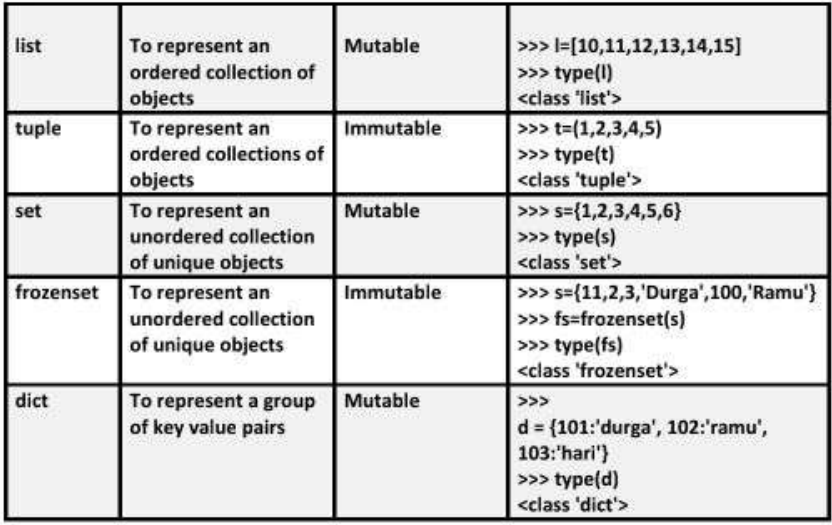 list
To represent an
ordered collection of
objects
Mutable
>>> l=[10,11,12,13,14,15]
>>> type(l)
<class 'list'>
tuple
To represent an
ordered collections of
objects
Immutable
>>> t=(1,2,3,4,5)
>>> type(t)
<class 'tuple'>
set
To represent an
unordered collection
of unique objects
Mutable
>>> s={1,2,3,4,5,6}
>>> type(s)
<class 'set'>
frozenset
To represent an
unordered collection
of unique objects
Immutable
>>> s={11,2,3,'Durga',100,'Ramu'}
>>> fs=frozenset(s)
>>> type(fs)
<class 'frozenset'>
dict
To represent a group
of key value pairs
Mutable
>>>
d = {101:'durga', 102:'ramu',
103:'hari'}
>>> type(d)
<class 'dict'>